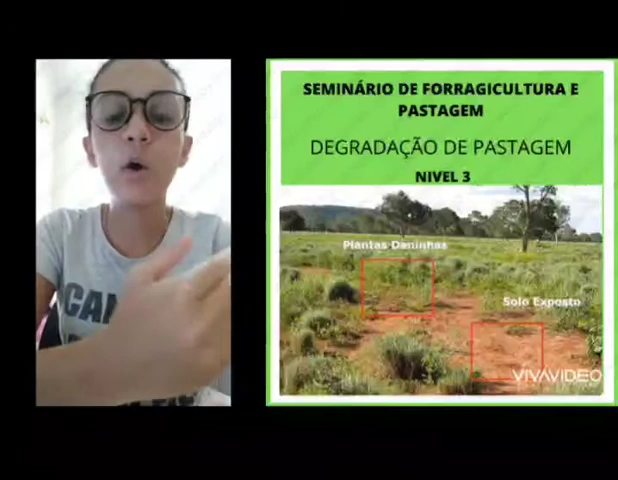 SEMINÁRIO DE FORRAGICULTURA E
PASTAGEM
DEGRADAÇÃO DE PASTAGEM
NIVEL 3
Plantas Daninhas
Solo Exposto
VIVAVIDEO